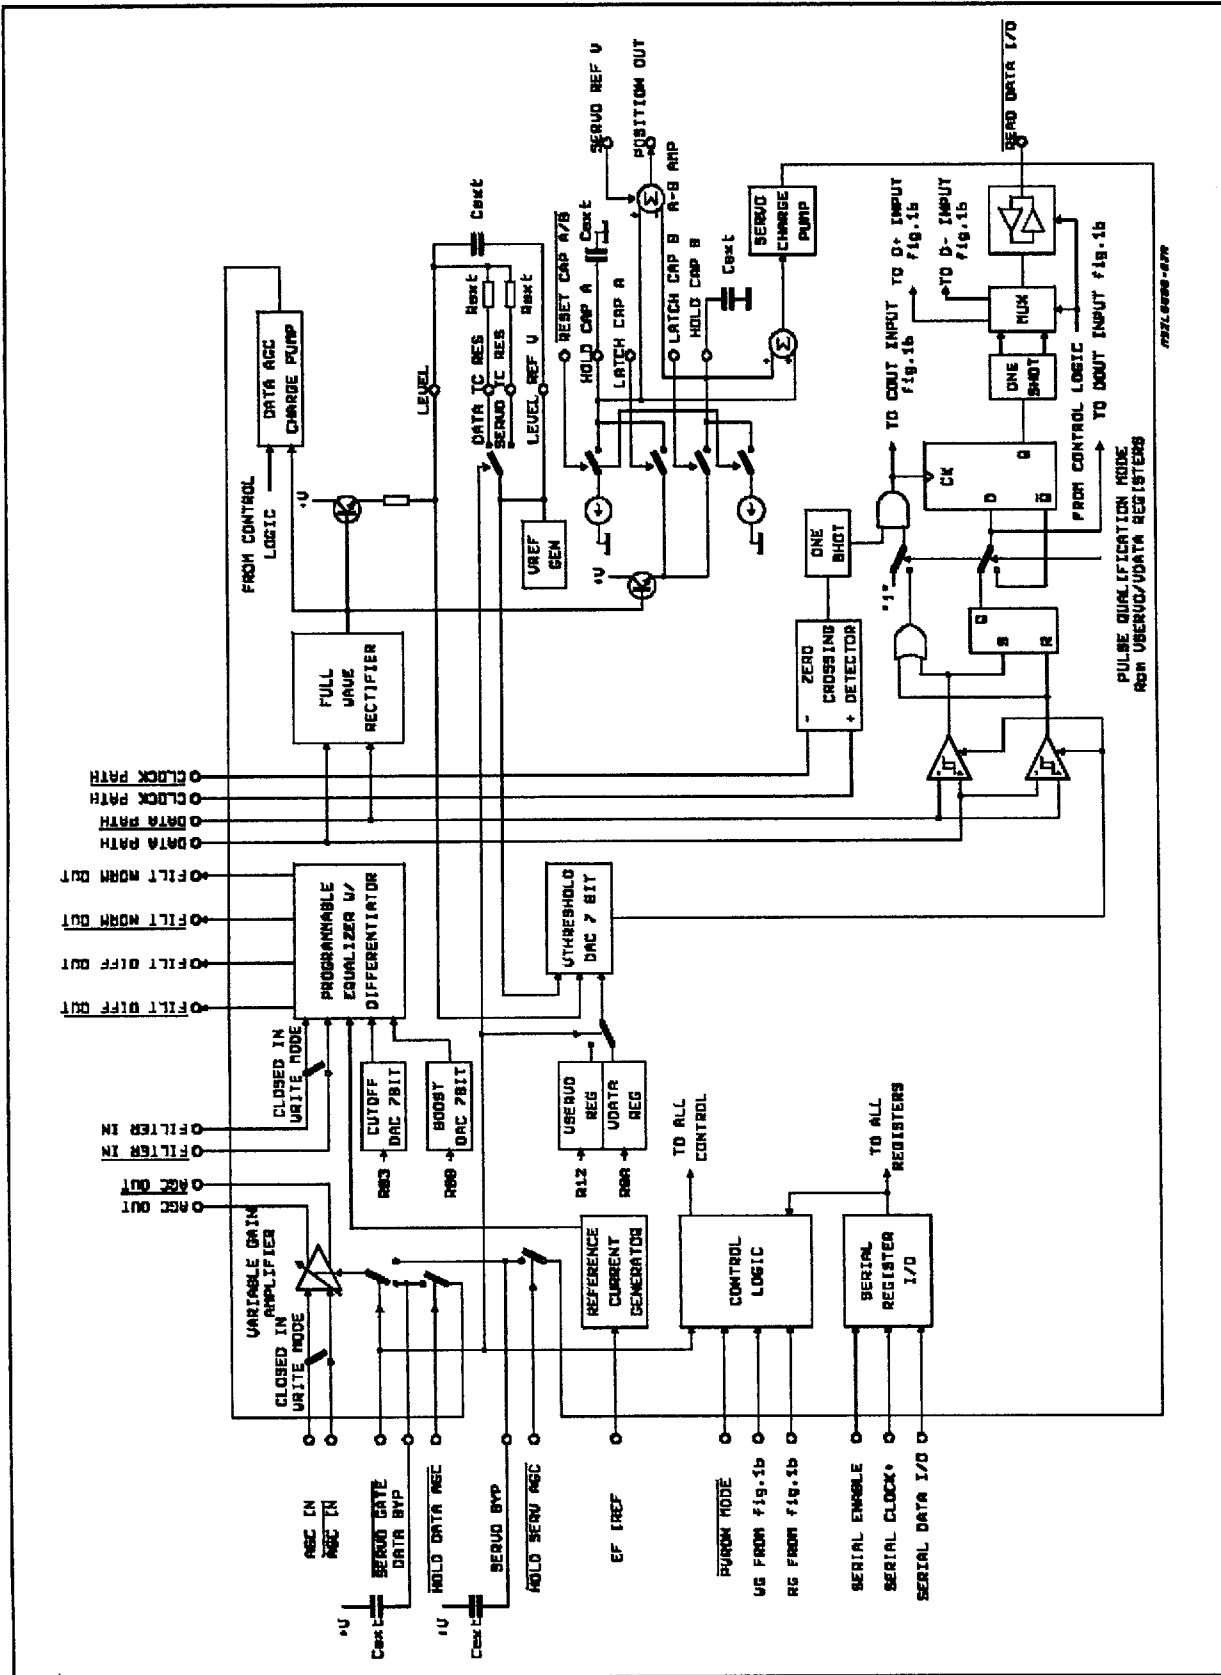 AGC IN
AGC IN
SERVO GATE
DATA BYP
HOLD DATA AGC
SERVO BYP
HOLD SERV AGC
+V
Cext
+V
Cext
EF IREF
PWRON MODE
WG FROM fig.1b
RG FROM fig.1b
SERIAL ENABLE
SERIAL CLOCK+
SERIAL DATA I/O
CLOSED IN
WRITE MODE
VARIABLE GAIN
AMPLIFIER
AGC OUT
AGC OUT
FILTER IN
FILTER IN
FILT DIFF OUT
FILT DIFF OUT
FILT NORM OUT
FILT NORM OUT
DATA PATH
DATA PATH
CLOCK PATH
CLOCK PATH
CLOSED IN
WRITE MODE
PROGRAMMABLE
EQUALIZER W/
DIFFERENTIATOR
R03
CUTOFF
DAC 7BIT
BOOST
DAC 7BIT
R12
VSERVO
REG
VDATA
REG
VTHRESHOLD
DAC 7 BIT
REFERENCE
CURRENT
GENERATOR
CONTROL
LOGIC
TO ALL
CONTROL
SERIAL
REGISTER
I/O
TO ALL
REGISTERS
FULL
WAVE
RECTIFIER
FROM CONTROL
LOGIC
DATA AGC
CHARGE PUMP
+V
LEVEL
DATA TC RES
SERVO TC RES
LEVEL REF V
Rext
Rext
Cext
VREF
GEN
+V
RESET CAP A/B
HOLD CAP A
LATCH CAP A
LATCH CAP B
HOLD CAP B
Cext
Cext
A-B AMP
SERVO REF V
POSITION OUT
Σ
Σ
SERVO
CHARGE
PUMP
ZERO
CROSSING
DETECTOR
-
+
ONE
SHOT
"1"
S
R
Q
CK
D
Q
Q
TO COUT INPUT
fig.1b
ONE
SHOT
MUX
TO D+ INPUT
fig.1b
TO D- INPUT
fig.1b
READ DATA I/O
FROM CONTROL LOGIC
TO DOUT INPUT fig.1b
PULSE QUALIFICATION MODE
Rom VSERVO/VDATA REGISTERS